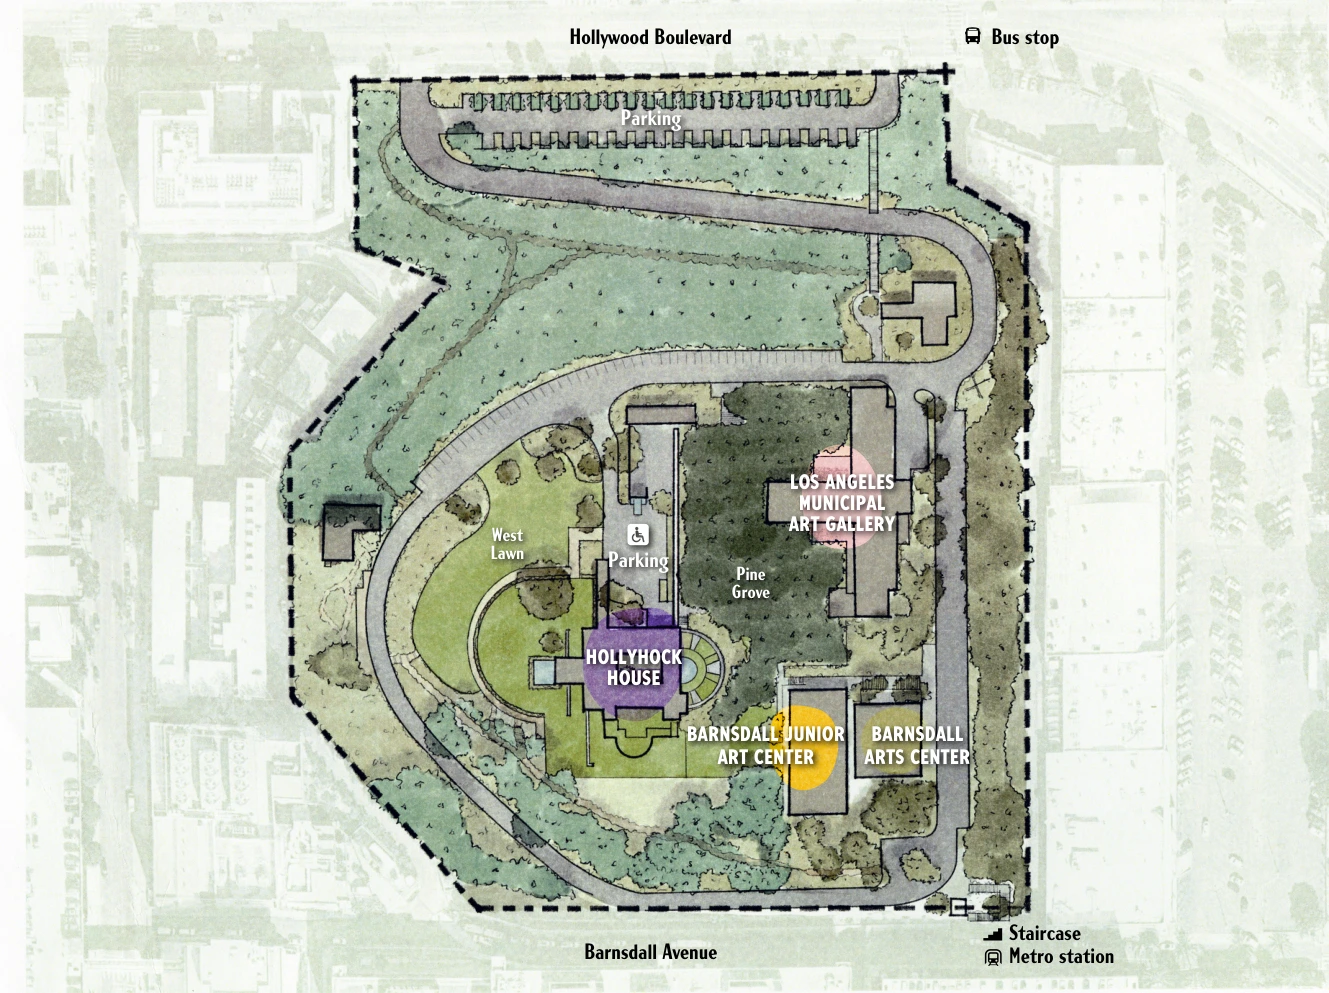 Hollywood Boulevard
Bus stop
Parking
LOS ANGELES
MUNICIPAL
ART GALLERY
West
Lawn
Parking
Pine
Grove
HOLLYHOCK
HOUSE
BARNSDALL JUNIOR
ART CENTER
BARNSDALL
ARTS CENTER
Staircase
Barnsdall Avenue
Metro station